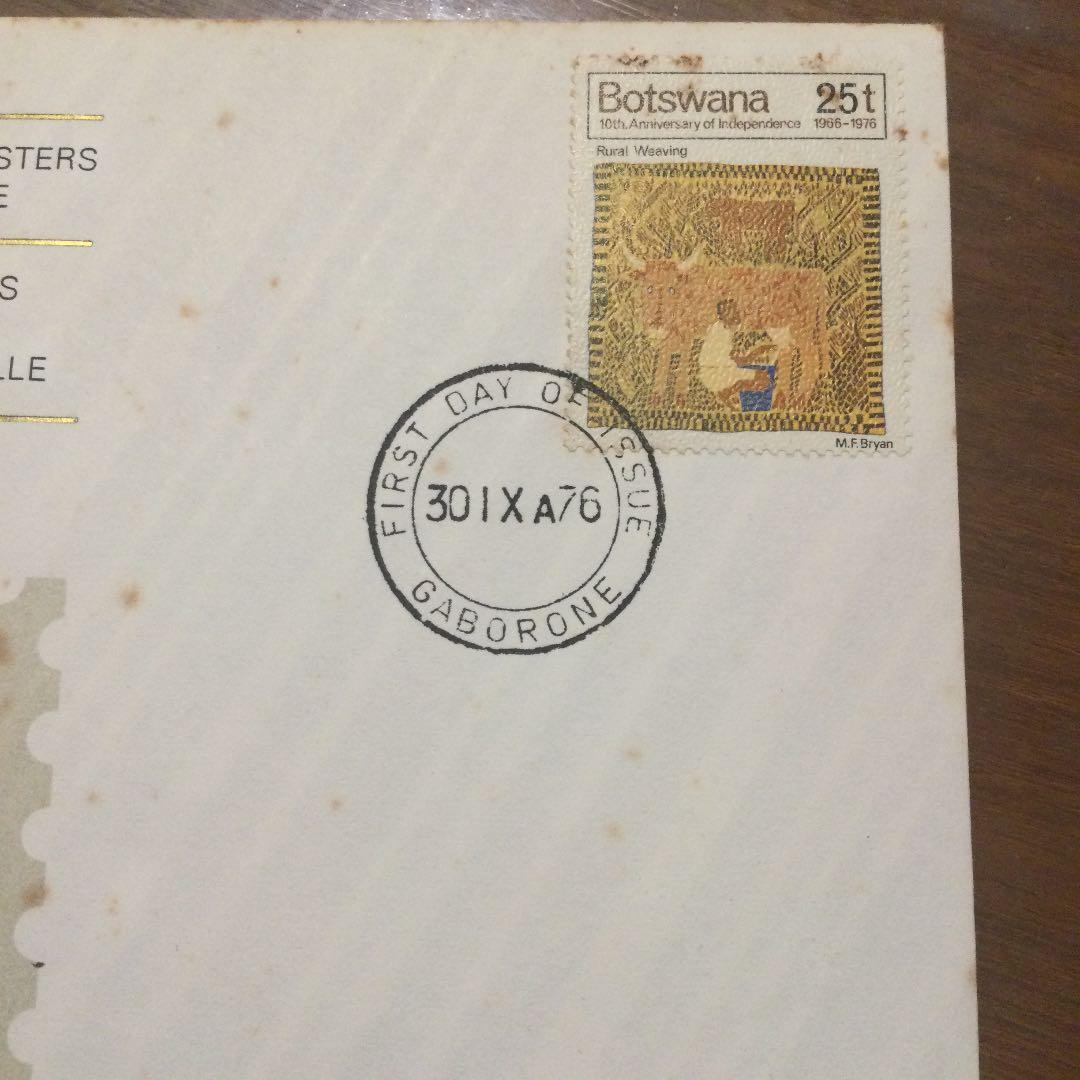 Botswana 25t
10th. Anniversary of Independence 1966-1976
Rural Weaving
M.F. Bryan
STERS
E
S
LLE
FIRST DAY OF ISSUE
30 IX A76
GABORONE